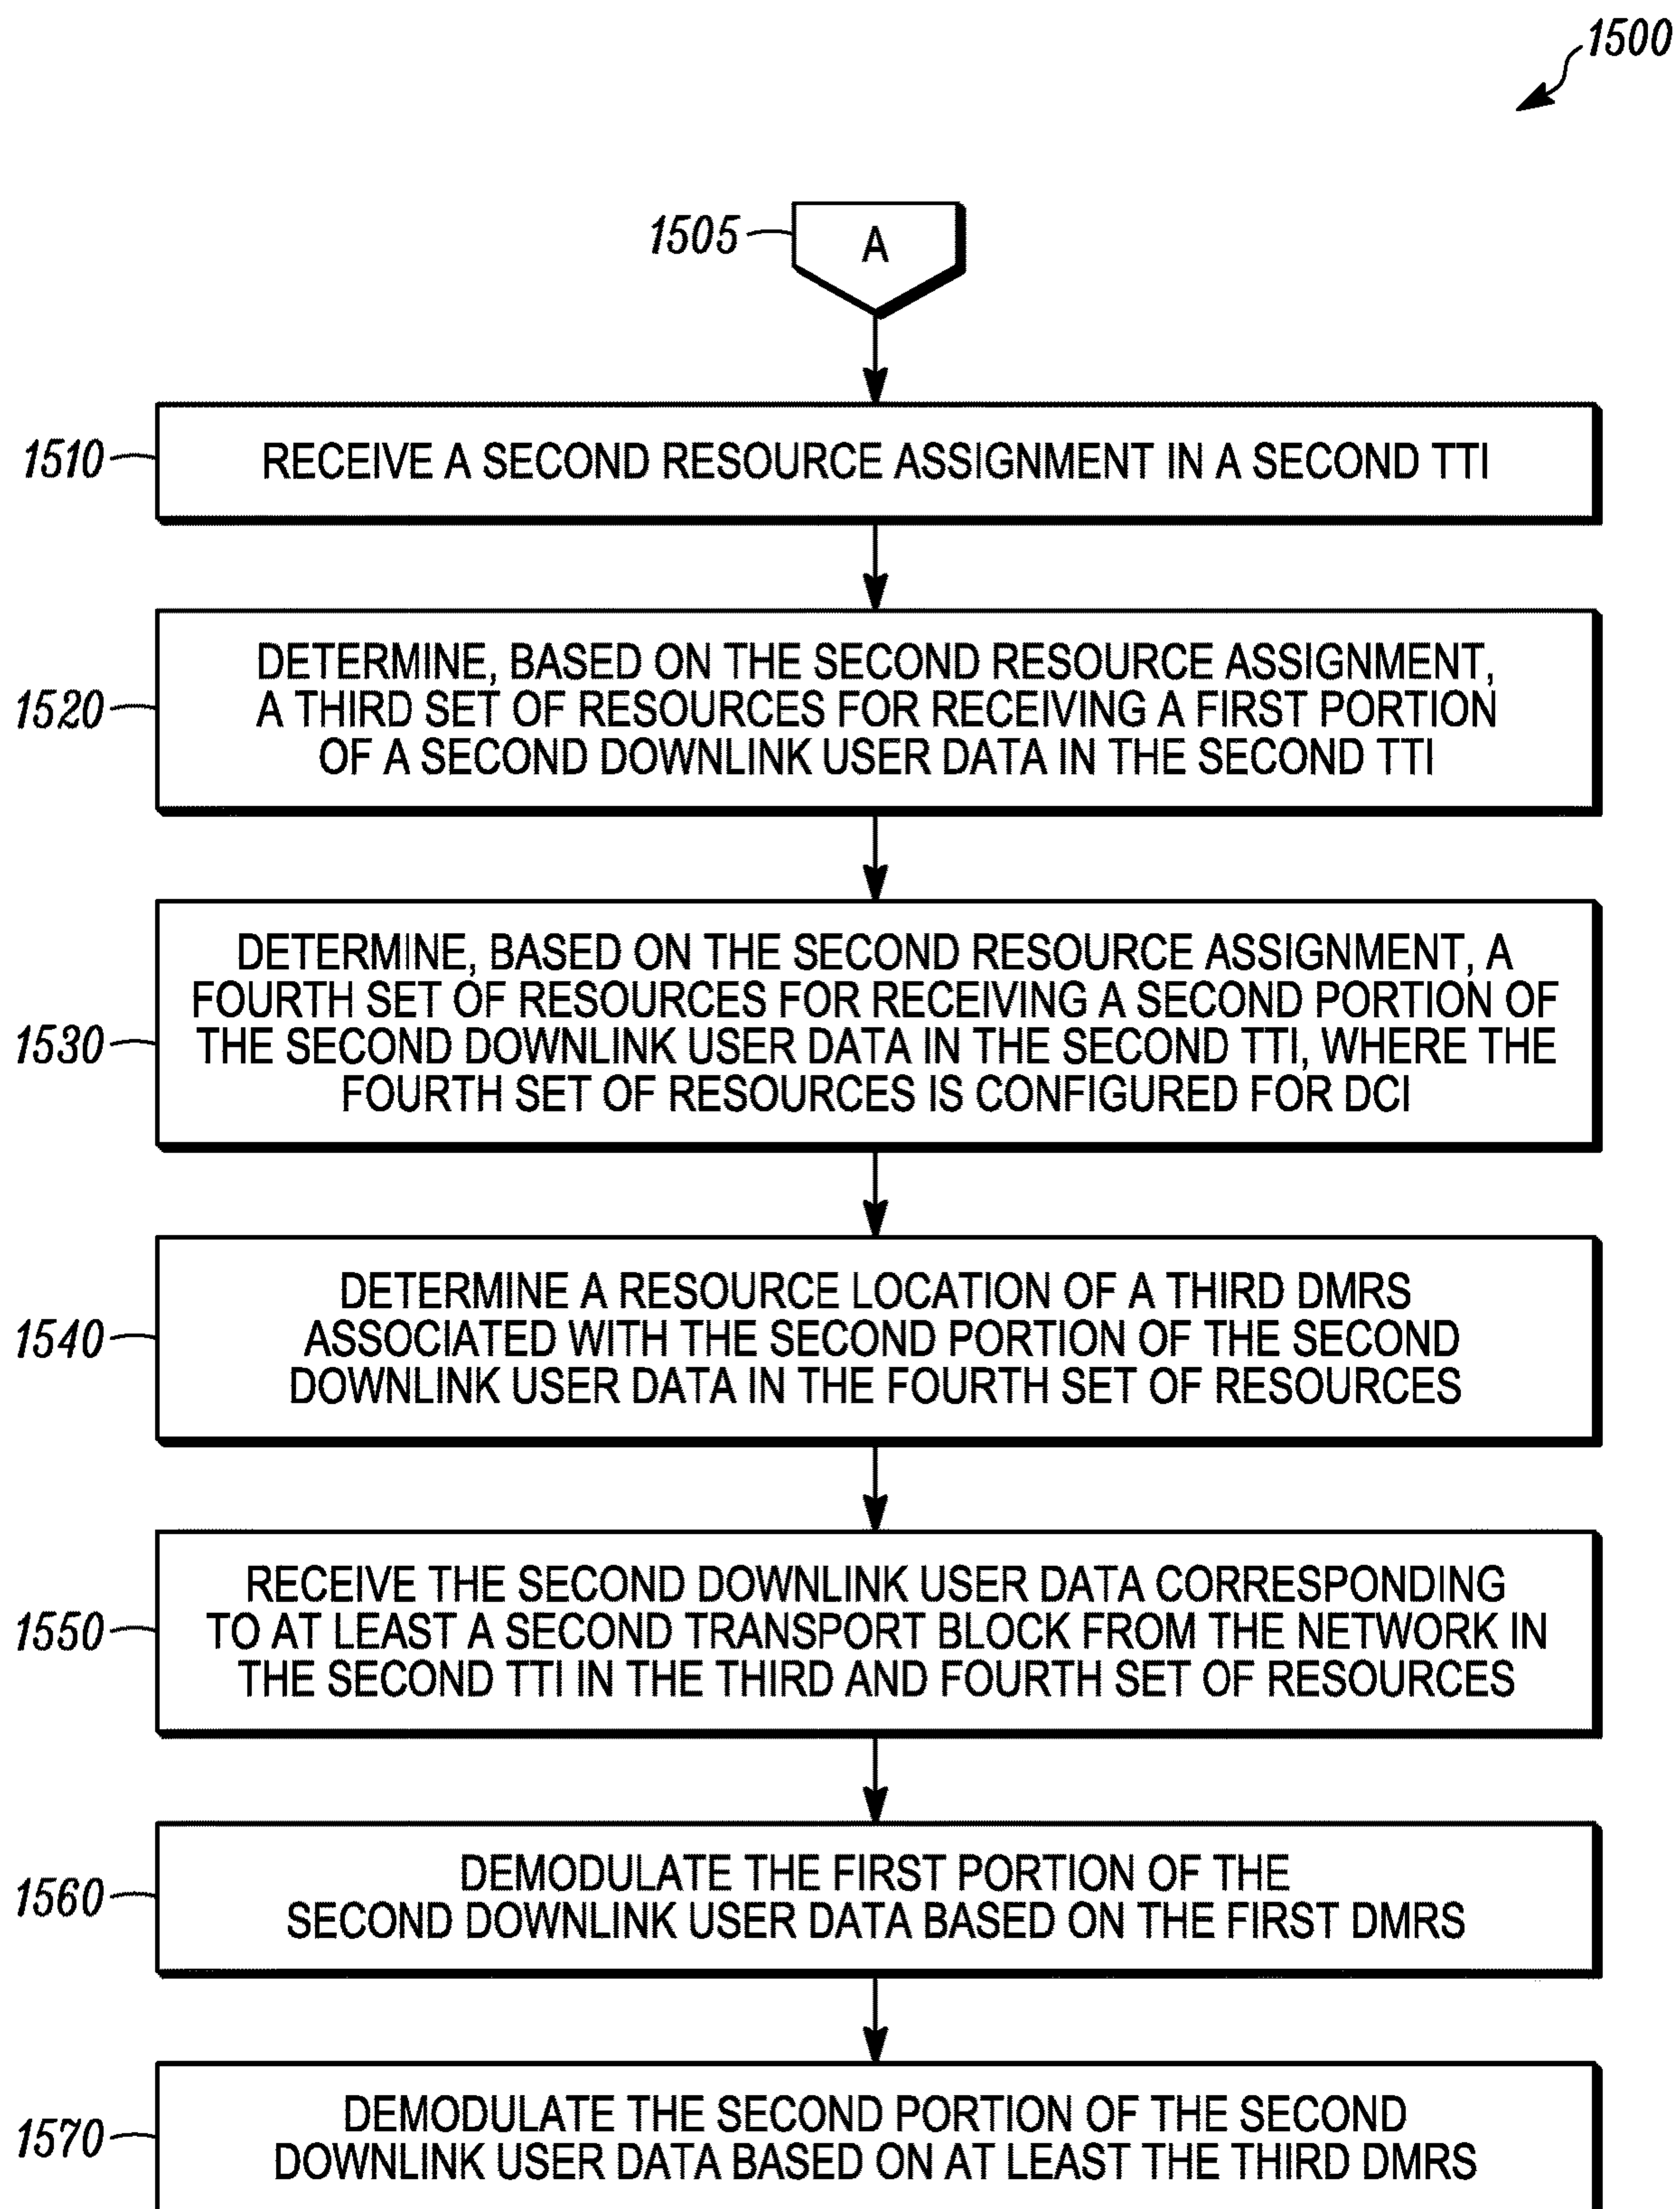 1500
1505
A
1510
RECEIVE A SECOND RESOURCE ASSIGNMENT IN A SECOND TTI
1520
DETERMINE, BASED ON THE SECOND RESOURCE ASSIGNMENT,
A THIRD SET OF RESOURCES FOR RECEIVING A FIRST PORTION
OF A SECOND DOWNLINK USER DATA IN THE SECOND TTI
1530
DETERMINE, BASED ON THE SECOND RESOURCE ASSIGNMENT, A
FOURTH SET OF RESOURCES FOR RECEIVING A SECOND PORTION OF
THE SECOND DOWNLINK USER DATA IN THE SECOND TTI, WHERE THE
FOURTH SET OF RESOURCES IS CONFIGURED FOR DCI
1540
DETERMINE A RESOURCE LOCATION OF A THIRD DMRS
ASSOCIATED WITH THE SECOND PORTION OF THE SECOND
DOWNLINK USER DATA IN THE FOURTH SET OF RESOURCES
1550
RECEIVE THE SECOND DOWNLINK USER DATA CORRESPONDING
TO AT LEAST A SECOND TRANSPORT BLOCK FROM THE NETWORK IN
THE SECOND TTI IN THE THIRD AND FOURTH SET OF RESOURCES
1560
DEMODULATE THE FIRST PORTION OF THE
SECOND DOWNLINK USER DATA BASED ON THE FIRST DMRS
1570
DEMODULATE THE SECOND PORTION OF THE SECOND
DOWNLINK USER DATA BASED ON AT LEAST THE THIRD DMRS